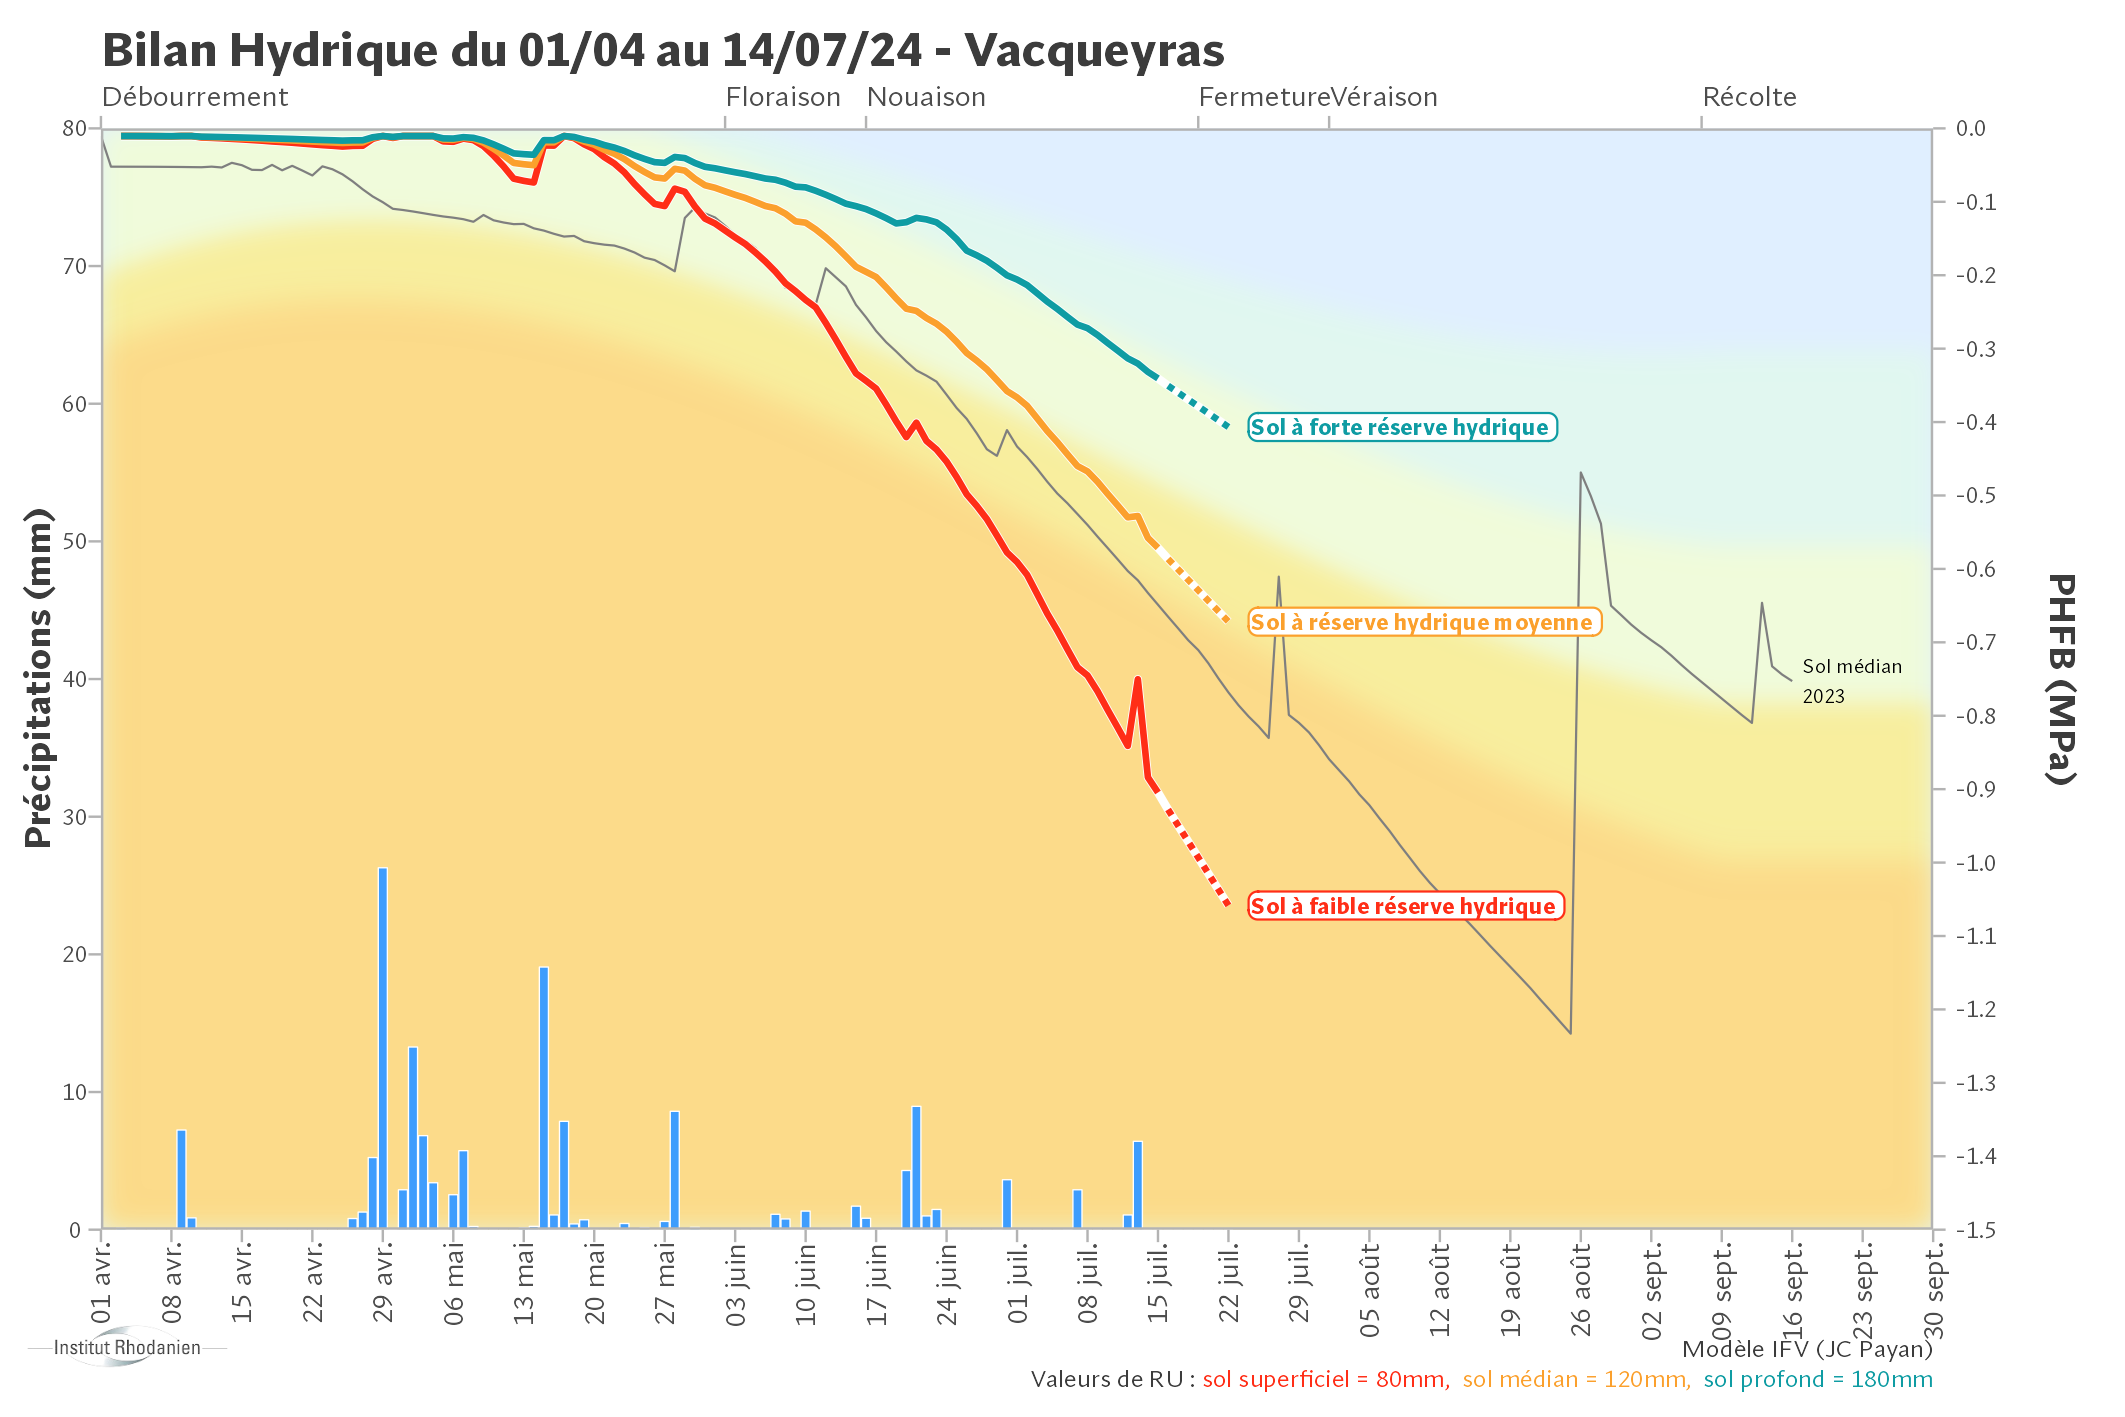 Bilan Hydrique du 01/04 au 14/07/24 - Vacqueyras
Débourrement Floraison Nouaison Fermeture Véraison Récolte
Précipitations (mm)
80
70
60
50
40
30
20
10
0
PHFB (MPa)
0.0
-0.1
-0.2
-0.3
-0.4
-0.5
-0.6
-0.7
-0.8
-0.9
-1.0
-1.1
-1.2
-1.3
-1.4
-1.5
Sol à forte réserve hydrique
Sol à réserve hydrique moyenne
Sol médian
2023
Sol à faible réserve hydrique
01 avr.
08 avr.
15 avr.
22 avr.
29 avr.
06 mai
13 mai
20 mai
27 mai
03 juin
10 juin
17 juin
24 juin
01 juil.
08 juil.
15 juil.
22 juil.
29 juil.
05 août
12 août
19 août
26 août
02 sept.
09 sept.
16 sept.
23 sept.
30 sept.
Institut Rhodanien
Modèle IFV (JC Payan)
Valeurs de RU : sol superficiel = 80mm, sol médian = 120mm, sol profond = 180mm